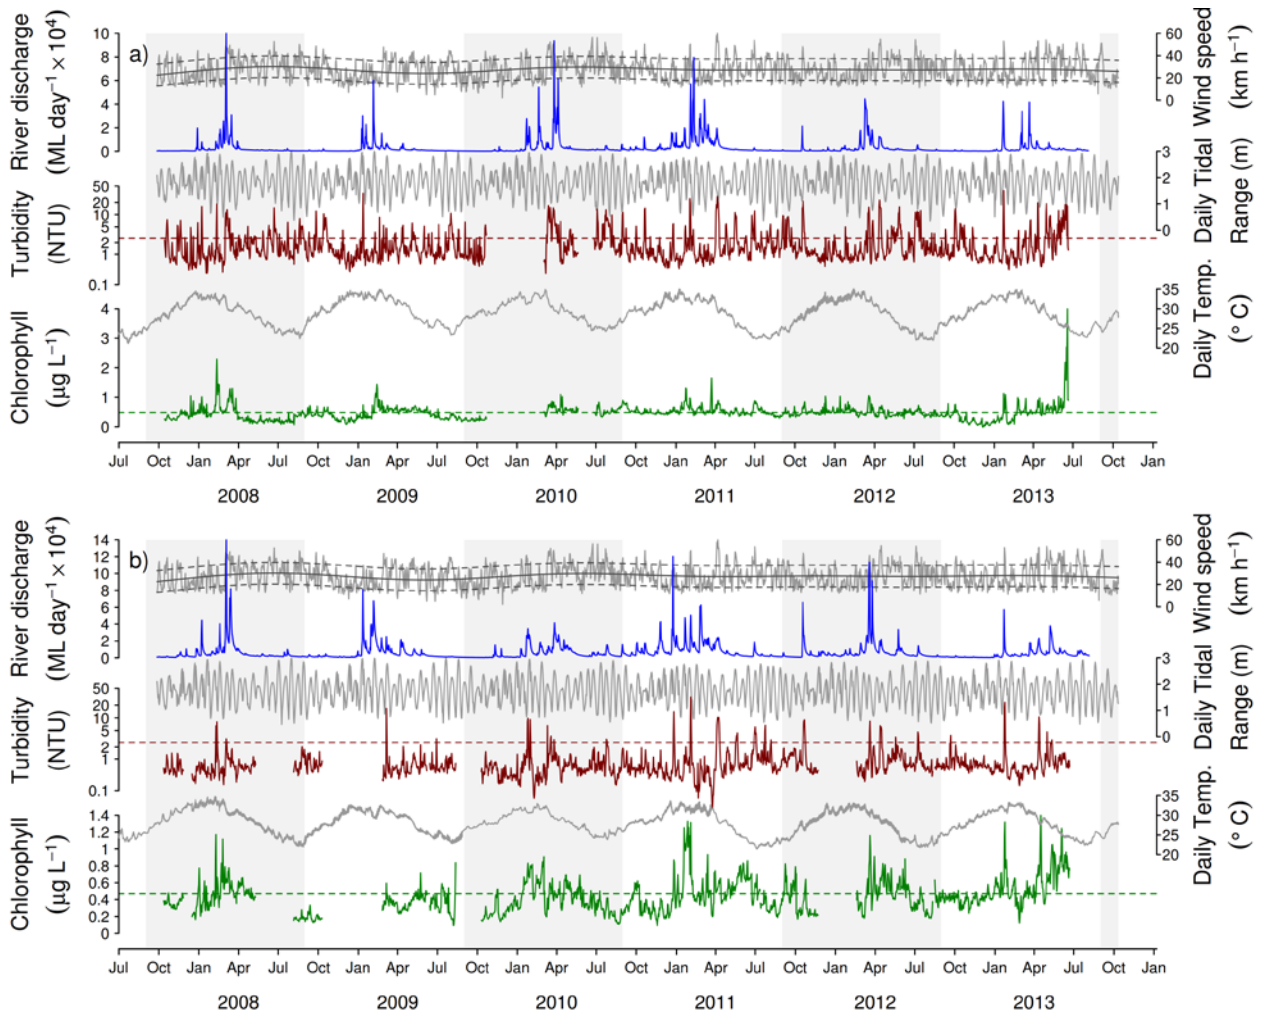 a)
River discharge
(ML day⁻¹ × 10⁴)
10
8
6
4
2
0
Wind speed
(km h⁻¹)
60
40
20
0
Daily Tidal
Range (m)
3
2
1
0
Turbidity
(NTU)
50
20
10
5
2
1
0.1
Daily Temp.
(° C)
35
30
25
20
Chlorophyll
(µg L⁻¹)
4
3
2
1
0
Jul Oct Jan Apr Jul Oct Jan Apr Jul Oct Jan Apr Jul Oct Jan Apr Jul Oct Jan Apr Jul Oct Jan Apr Jul Oct Jan
2008 2009 2010 2011 2012 2013
b)
River discharge
(ML day⁻¹ × 10⁴)
14
12
10
8
6
4
2
0
Wind speed
(km h⁻¹)
60
40
20
0
Daily Tidal
Range (m)
3
2
1
0
Turbidity
(NTU)
50
20
10
5
2
1
0.1
Daily Temp.
(° C)
35
30
25
20
Chlorophyll
(µg L⁻¹)
1.4
1.2
1
0.8
0.6
0.4
0.2
0
Jul Oct Jan Apr Jul Oct Jan Apr Jul Oct Jan Apr Jul Oct Jan Apr Jul Oct Jan Apr Jul Oct Jan Apr Jul Oct Jan
2008 2009 2010 2011 2012 2013